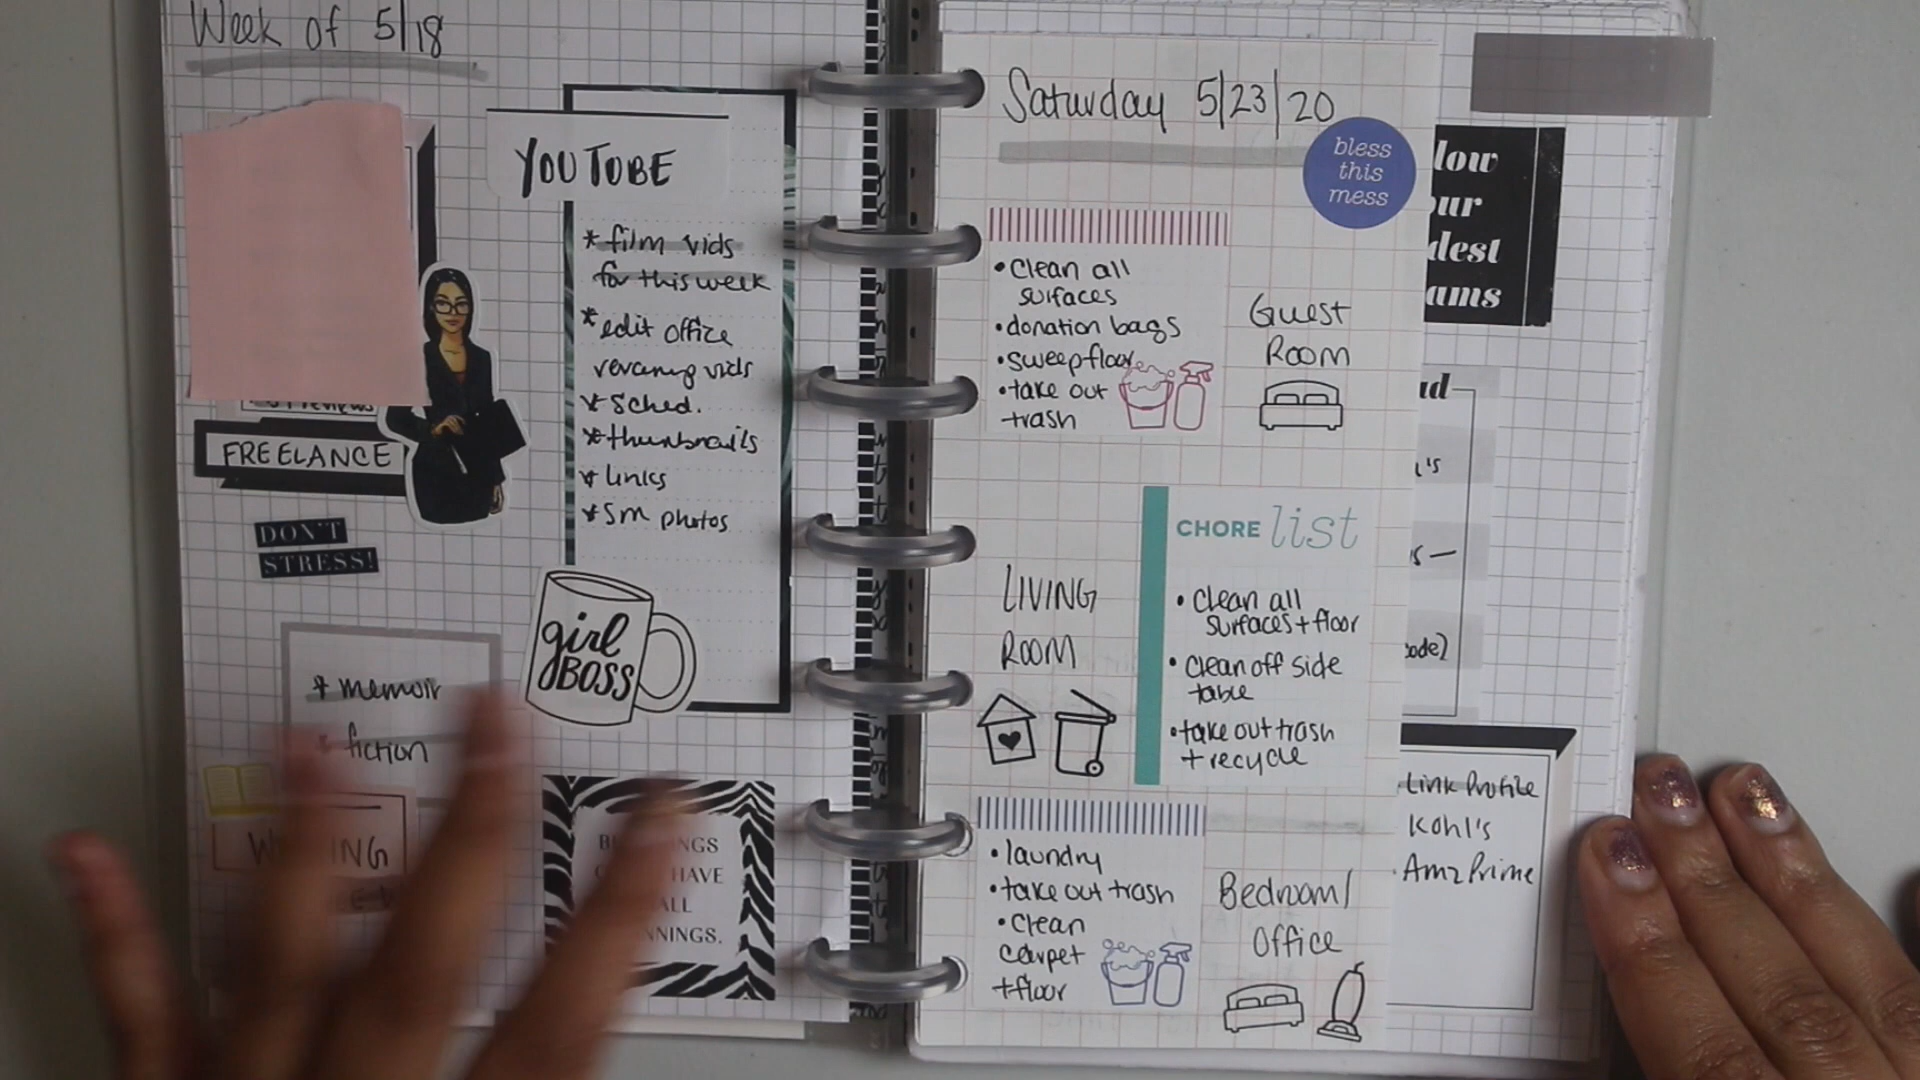 Week of 5/18
YOUTUBE
* film vids
for this week
* edit office
vids
* Sched.
* thumbnails
* links
* SM photos
FREELANCE
DON'T
STRESS!
girl
BOSS
* memoir
* fiction
HAVE
Saturday 5/23/20
bless
this
mess
• Clean all
surfaces
• donation bags
• sweep floor
• take out
trash
Guest
Room
CHORE list
LIVING
ROOM
• Clean all
surfaces + floor
• Clean off side
table
• take out trash
+ recycle
• laundry
• take out trash
• Clean
carpet
+ floor
Bedroom/
Office
Link Profile
Kohl's
Amz Prime